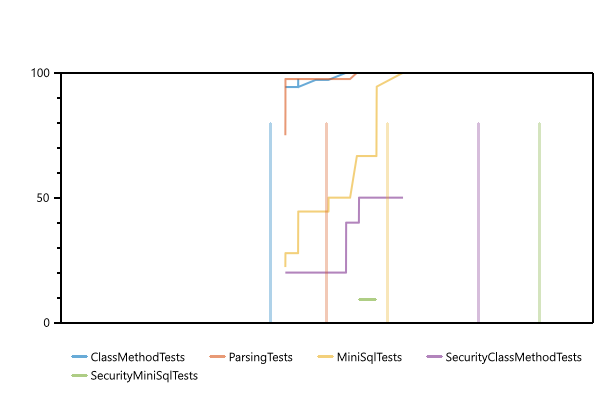 100
50
0
ClassMethodTests ParsingTests MiniSqlTests SecurityClassMethodTests
SecurityMiniSqlTests